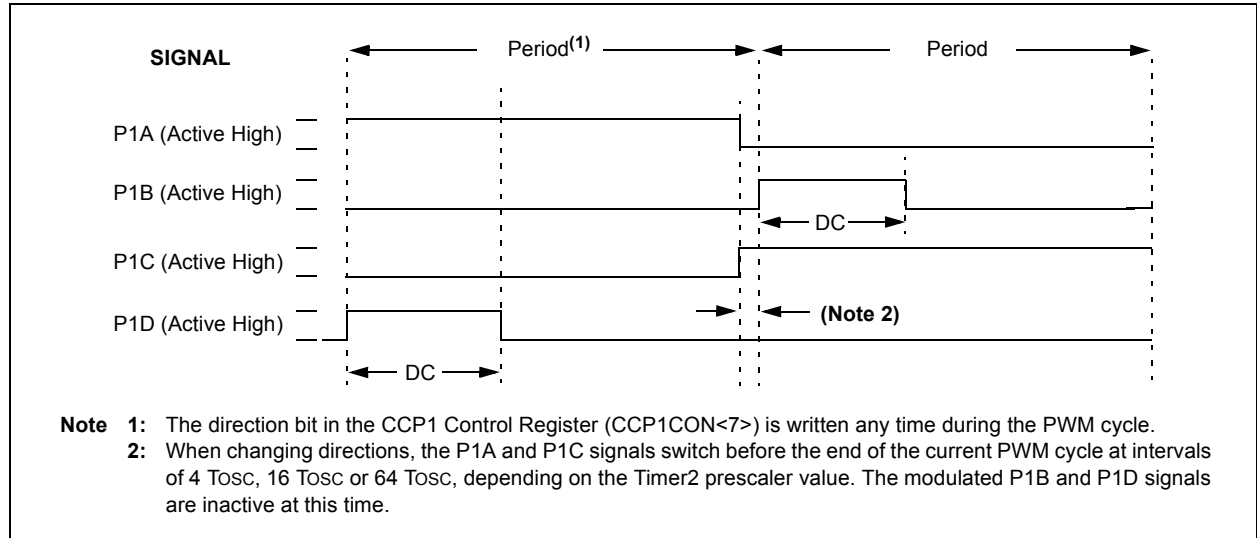 SIGNAL
Period(1)
Period
P1A (Active High)
P1B (Active High)
DC
P1C (Active High)
P1D (Active High)
(Note 2)
DC
Note 1: The direction bit in the CCP1 Control Register (CCP1CON<7>) is written any time during the PWM cycle.
2: When changing directions, the P1A and P1C signals switch before the end of the current PWM cycle at intervals
of 4 TOSC, 16 TOSC or 64 TOSC, depending on the Timer2 prescaler value. The modulated P1B and P1D signals
are inactive at this time.